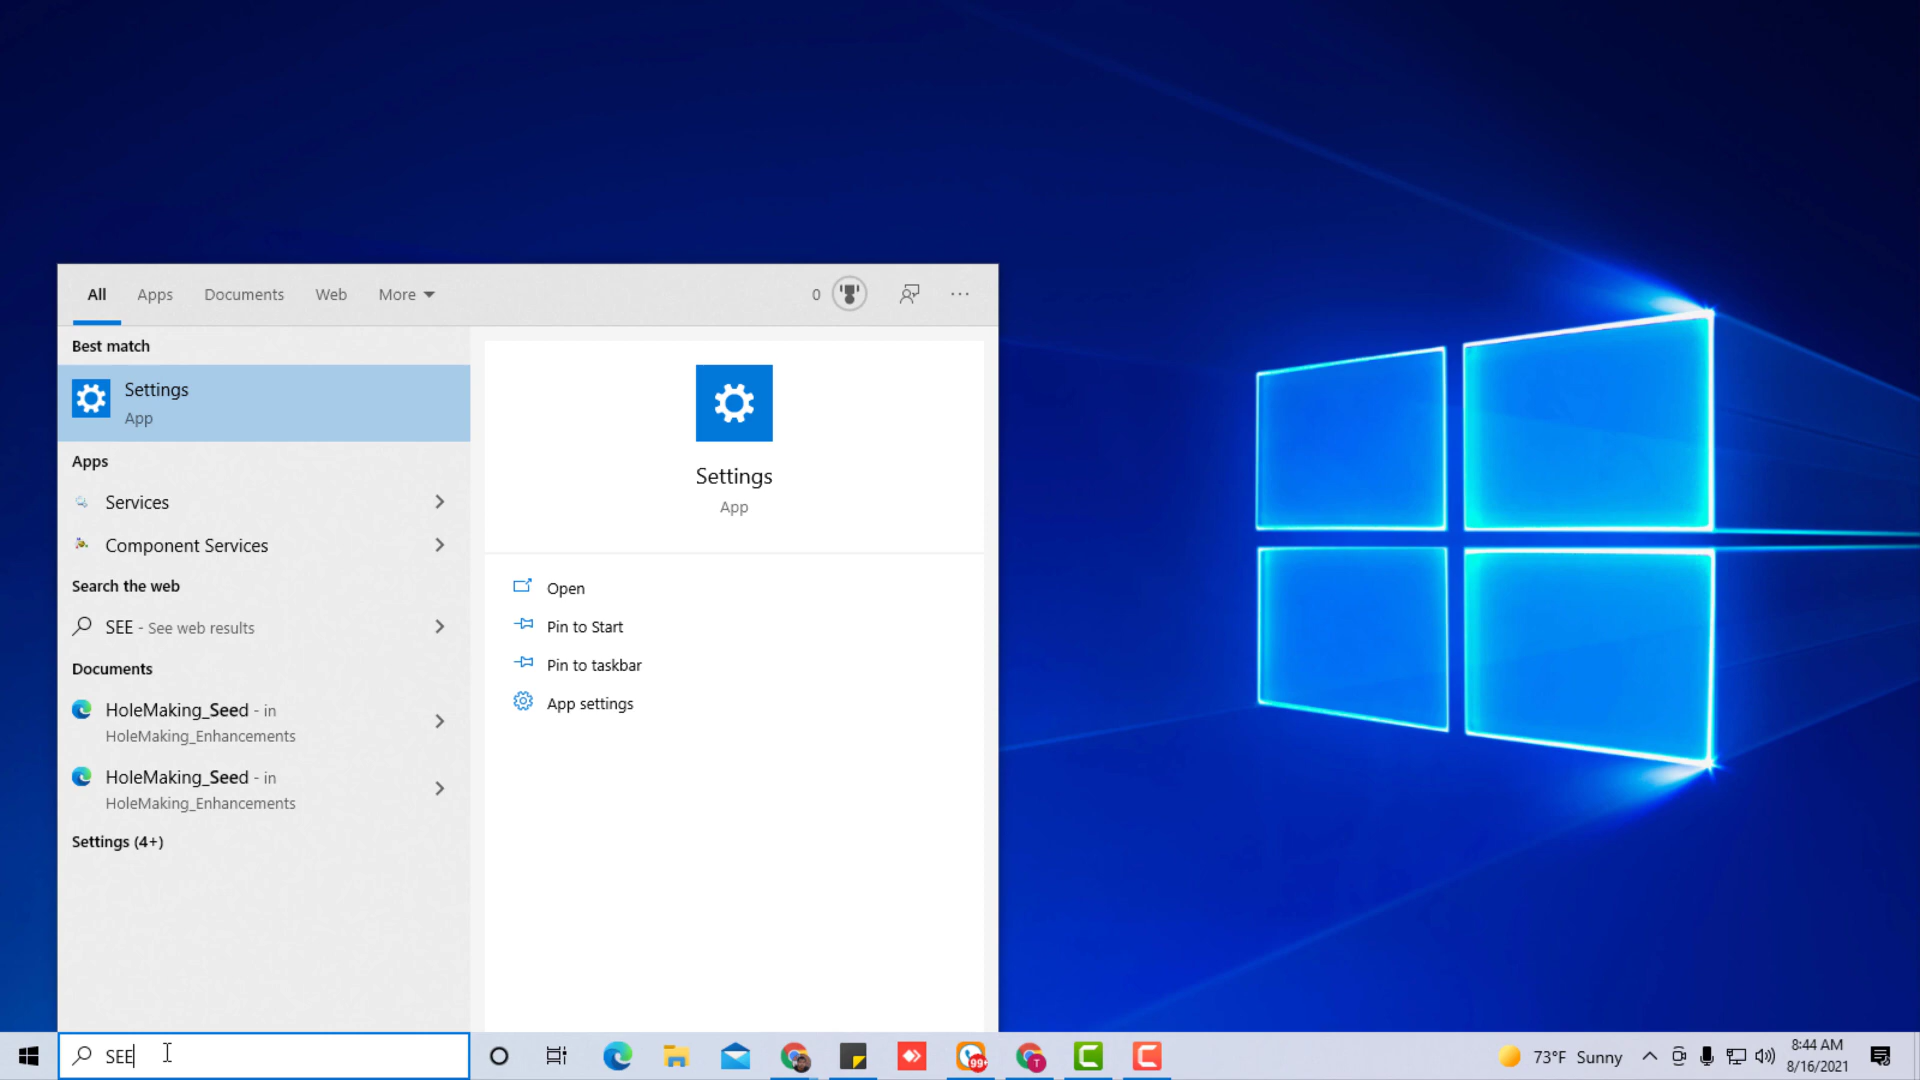 All Apps Documents Web More 0 ···
Best match
Settings
App
Apps
Services
Component Services
Search the web
SEE - See web results
Documents
HoleMaking_Seed - in
HoleMaking_Enhancements
HoleMaking_Seed - in
HoleMaking_Enhancements
Settings (4+)
Settings
App
Open
Pin to Start
Pin to taskbar
App settings
SEE
99+
T
73°F Sunny
8:44 AM
8/16/2021